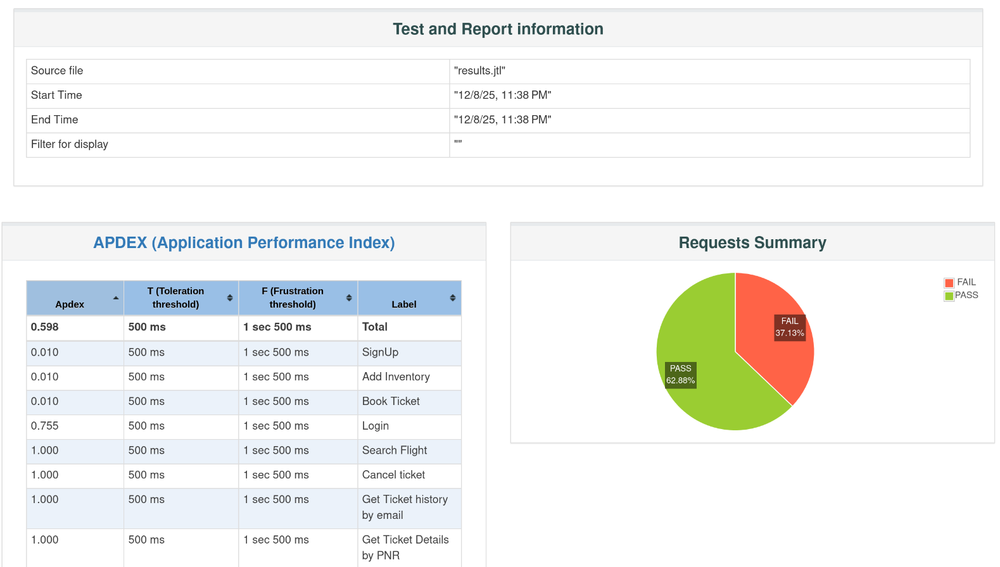 Test and Report information
Source file "results.jtl"
Start Time "12/8/25, 11:38 PM"
End Time "12/8/25, 11:38 PM"
Filter for display ""
APDEX (Application Performance Index)
Apdex T (Toleration threshold) F (Frustration threshold) Label
0.598 500 ms 1 sec 500 ms Total
0.010 500 ms 1 sec 500 ms SignUp
0.010 500 ms 1 sec 500 ms Add Inventory
0.010 500 ms 1 sec 500 ms Book Ticket
0.755 500 ms 1 sec 500 ms Login
1.000 500 ms 1 sec 500 ms Search Flight
1.000 500 ms 1 sec 500 ms Cancel ticket
1.000 500 ms 1 sec 500 ms Get Ticket history
by email
1.000 500 ms 1 sec 500 ms Get Ticket Details
by PNR
Requests Summary
FAIL
PASS
FAIL
37.13%
PASS
62.88%